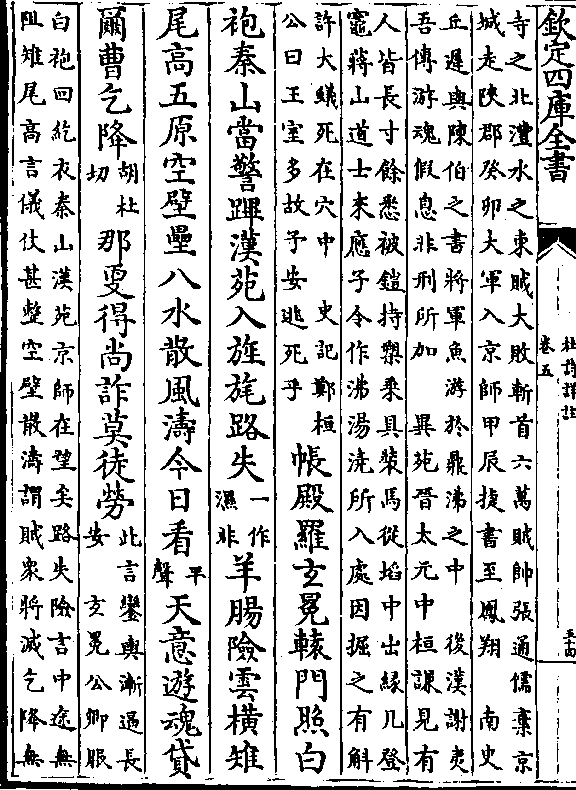 欽定四庫全書
杜詩詳註
卷五
寺之北灃水之東賊大敗斬首六萬賊帥張通儒棄京
城走陝郡癸卯大軍入京師甲辰捷書至鳳翔　南史
丘遲與陳伯之書將軍魚游於鼎沸之中　後漢謝夷
吾傳游魂假息非刑所加　異苑晉太元中桓謙見有
人皆長寸餘悉被鎧持槊乘具裝馬從埳中出緣几登
竈蔣山道士朱應子令作沸湯澆所入處因掘之有斛
許大蟻死在穴中　史記鄭桓
公曰王室多故予安逃死乎
帳殿羅玄冕轅門照白
袍秦山當警蹕漢苑入旌旄路失一作濕非羊腸險雲橫雉
尾高五原空壁壘八水散風濤今日看平聲天意遊魂貸
爾曹乞降胡杜切那更得尚詐莫徒勞
此言鑾輿漸過長
安　玄冕公卿服
白袍回紇衣秦山漢苑京師在望矣路失險言中途無
阻雉尾高言儀仗甚整空壁散濤謂賊衆將滅乞降無